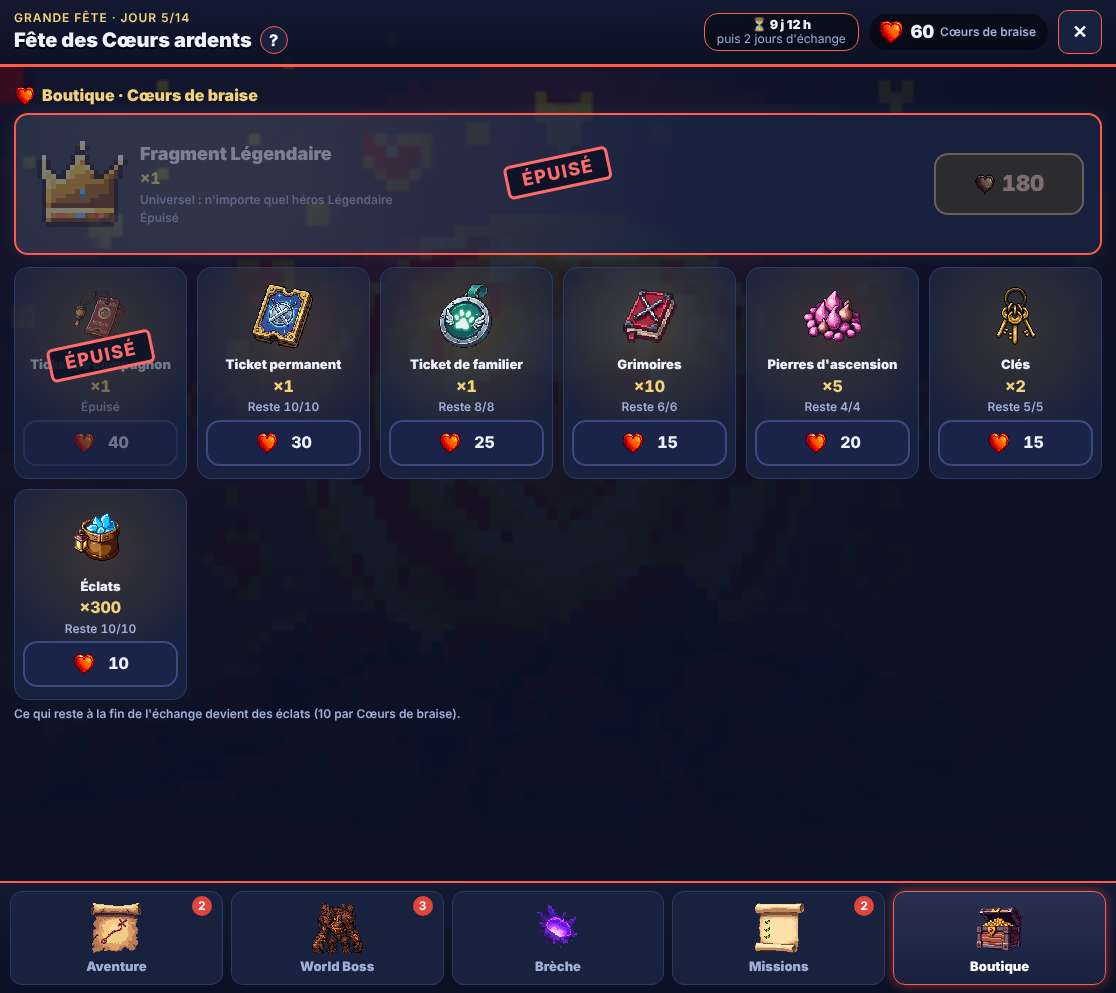 GRANDE FÊTE · JOUR 5/14
Fête des Cœurs ardents ?
⏳ 9 j 12 h
puis 2 jours d'échange
60 Cœurs de braise
✕
Boutique · Cœurs de braise
Fragment Légendaire
×1
Universel : n'importe quel héros Légendaire
Épuisé
ÉPUISÉ
180
ÉPUISÉ
×1
Épuisé
40
Ticket permanent
×1
Reste 10/10
30
Ticket de familier
×1
Reste 8/8
25
Grimoires
×10
Reste 6/6
15
Pierres d'ascension
×5
Reste 4/4
20
Clés
×2
Reste 5/5
15
Éclats
×300
Reste 10/10
10
Ce qui reste à la fin de l'échange devient des éclats (10 par Cœurs de braise).
2
Aventure
3
World Boss
Brèche
2
Missions
Boutique